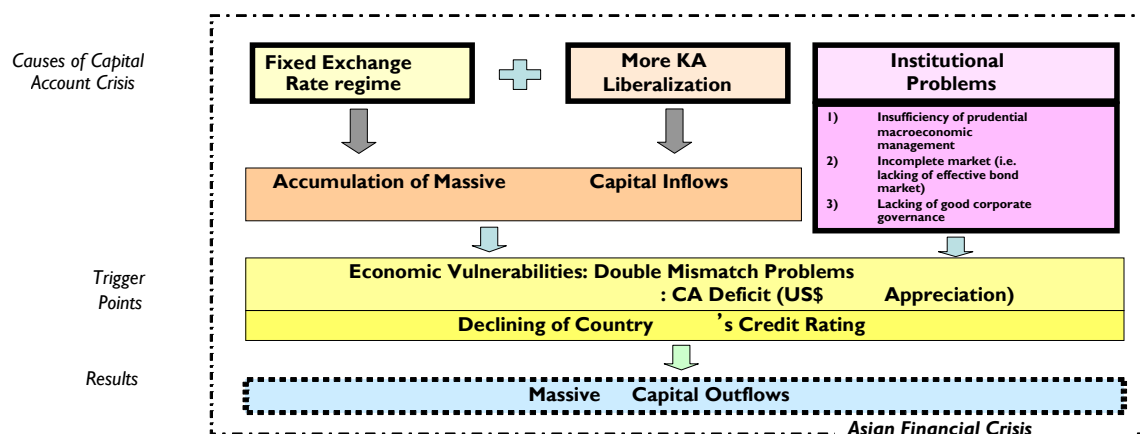 Causes of Capital
Account Crisis
Fixed Exchange
Rate regime
More KA
Liberalization
Institutional
Problems
1) Insufficiency of prudential
macroeconomic
management
2) Incomplete market (i.e.
lacking of effective bond
market)
3) Lacking of good corporate
governance
Accumulation of Massive Capital Inflows
Trigger
Points
Economic Vulnerabilities: Double Mismatch Problems
: CA Deficit (US$ Appreciation)
Declining of Country ’s Credit Rating
Results
Massive Capital Outflows
Asian Financial Crisis